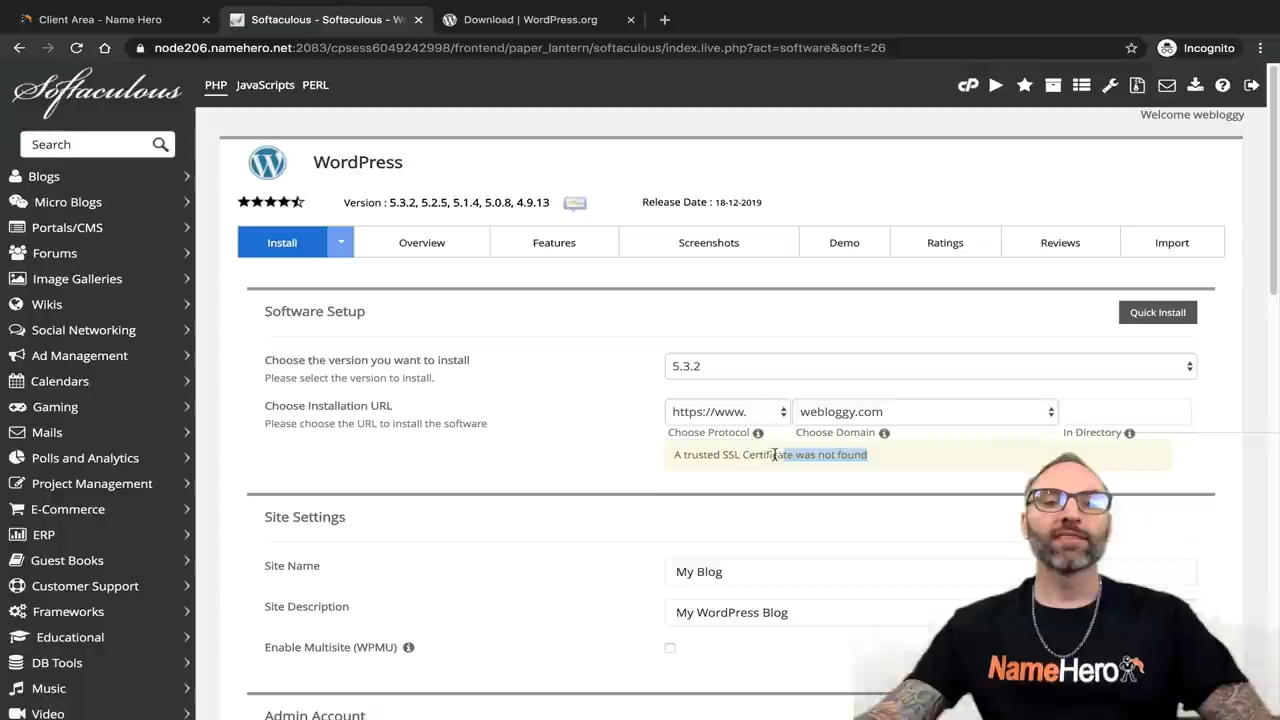 Client Area - Name Hero
Softaculous - Softaculous - Wo
Download | WordPress.org
node206.namehero.net:2083/cpsess6049242998/frontend/paper_lantern/softaculous/index.live.php?act=software&soft=26
Incognito
Softaculous
PHP JavaScripts PERL
cP
Welcome webloggy
Search
Blogs
Micro Blogs
Portals/CMS
Forums
Image Galleries
Wikis
Social Networking
Ad Management
Calendars
Gaming
Mails
Polls and Analytics
Project Management
E-Commerce
ERP
Guest Books
Customer Support
Frameworks
Educational
DB Tools
Music
Video
WordPress
Version : 5.3.2, 5.2.5, 5.1.4, 5.0.8, 4.9.13
Release Date : 18-12-2019
Install
Overview
Features
Screenshots
Demo
Ratings
Reviews
Import
Software Setup
Quick Install
Choose the version you want to install
Please select the version to install.
5.3.2
Choose Installation URL
Please choose the URL to install the software
https://www.
webloggy.com
Choose Protocol
Choose Domain
In Directory
A trusted SSL Certificate was not found
Site Settings
Site Name
My Blog
Site Description
My WordPress Blog
Enable Multisite (WPMU)
Admin Account
NameHero